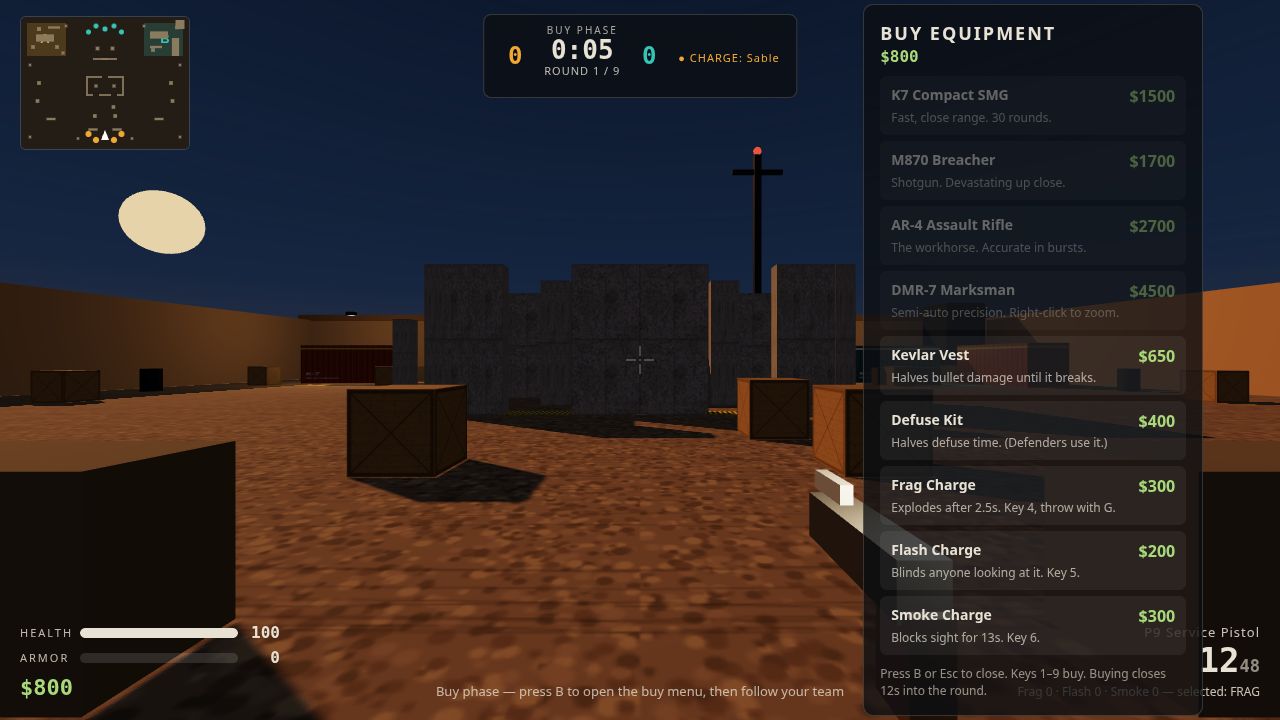 BUY PHASE
0 0:05 0 ● CHARGE: Sable
ROUND 1 / 9
BUY EQUIPMENT
$800
K7 Compact SMG $1500
Fast, close range. 30 rounds.
M870 Breacher $1700
Shotgun. Devastating up close.
AR-4 Assault Rifle $2700
The workhorse. Accurate in bursts.
DMR-7 Marksman $4500
Semi-auto precision. Right-click to zoom.
Kevlar Vest $650
Halves bullet damage until it breaks.
Defuse Kit $400
Halves defuse time. (Defenders use it.)
Frag Charge $300
Explodes after 2.5s. Key 4, throw with G.
Flash Charge $200
Blinds anyone looking at it. Key 5.
Smoke Charge $300
Blocks sight for 13s. Key 6.
Press B or Esc to close. Keys 1–9 buy. Buying closes
12s into the round.
HEALTH 100
ARMOR 0
$800
Buy phase — press B to open the buy menu, then follow your team
P9 Service Pistol
12 48
Frag 0 · Flash 0 · Smoke 0 — selected: FRAG